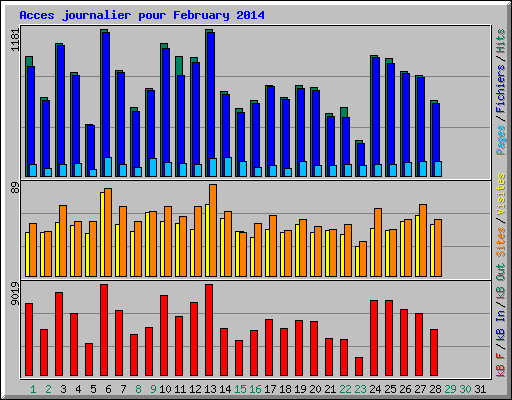 Acces journalier pour February 2014
1181
Pages / Fichiers / Hits
89
Sites / Visites
9019
kB F / kB In / kB Out
1 2 3 4 5 6 7 8 9 10 11 12 13 14 15 16 17 18 19 20 21 22 23 24 25 26 27 28 29 30 31